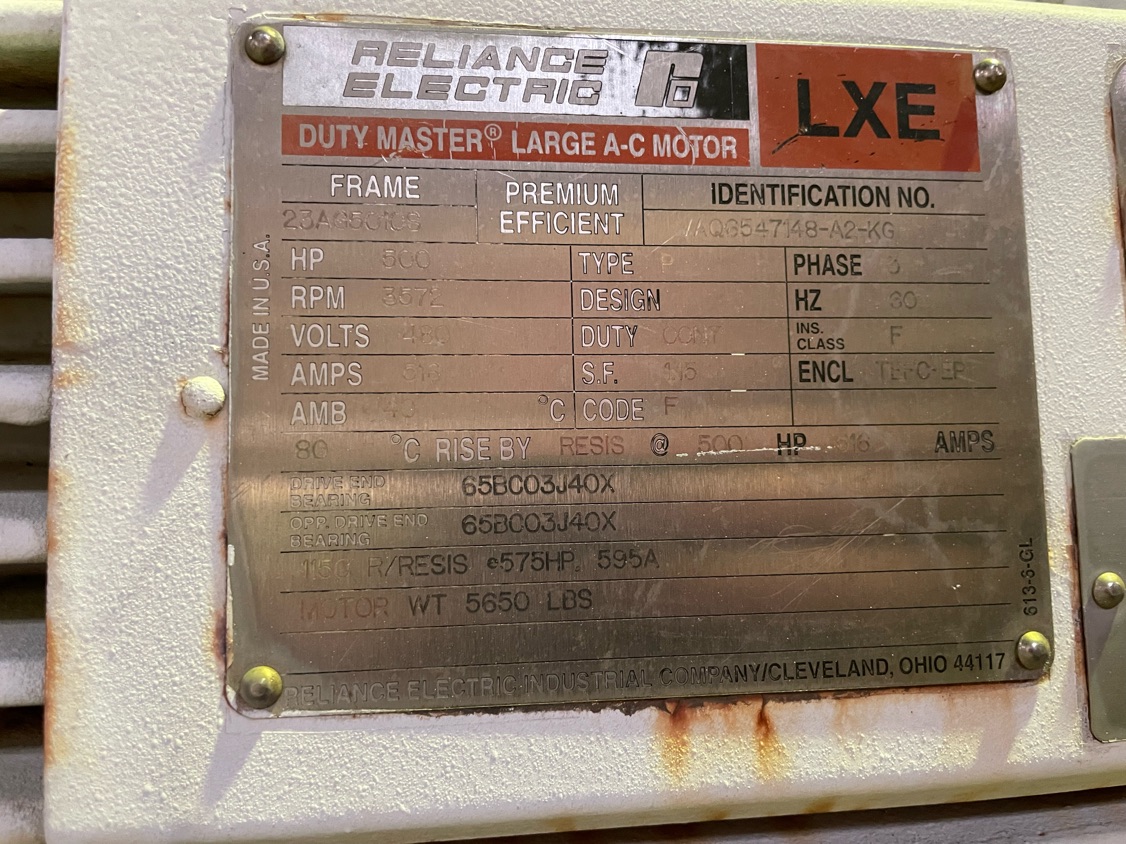 RELIANCE
ELECTRIC
LXE
DUTY MASTER® LARGE A-C MOTOR
FRAME PREMIUM EFFICIENT IDENTIFICATION NO.
MADE IN U.S.A.
HP 500 TYPE P PHASE 3
RPM 3572 DESIGN HZ
VOLTS 480 DUTY CONT INS. CLASS F
AMPS S.F. ENCL
AMB °C CODE F
80 °C RISE BY RESIS @ 500 HP AMPS
DRIVE END BEARING 65BC03J40X
OPP. DRIVE END BEARING 65BC03J40X
R/RESIS @575HP, 595A
MOTOR WT 5650 LBS
613-6-GL
RELIANCE ELECTRIC INDUSTRIAL COMPANY/CLEVELAND, OHIO 44117